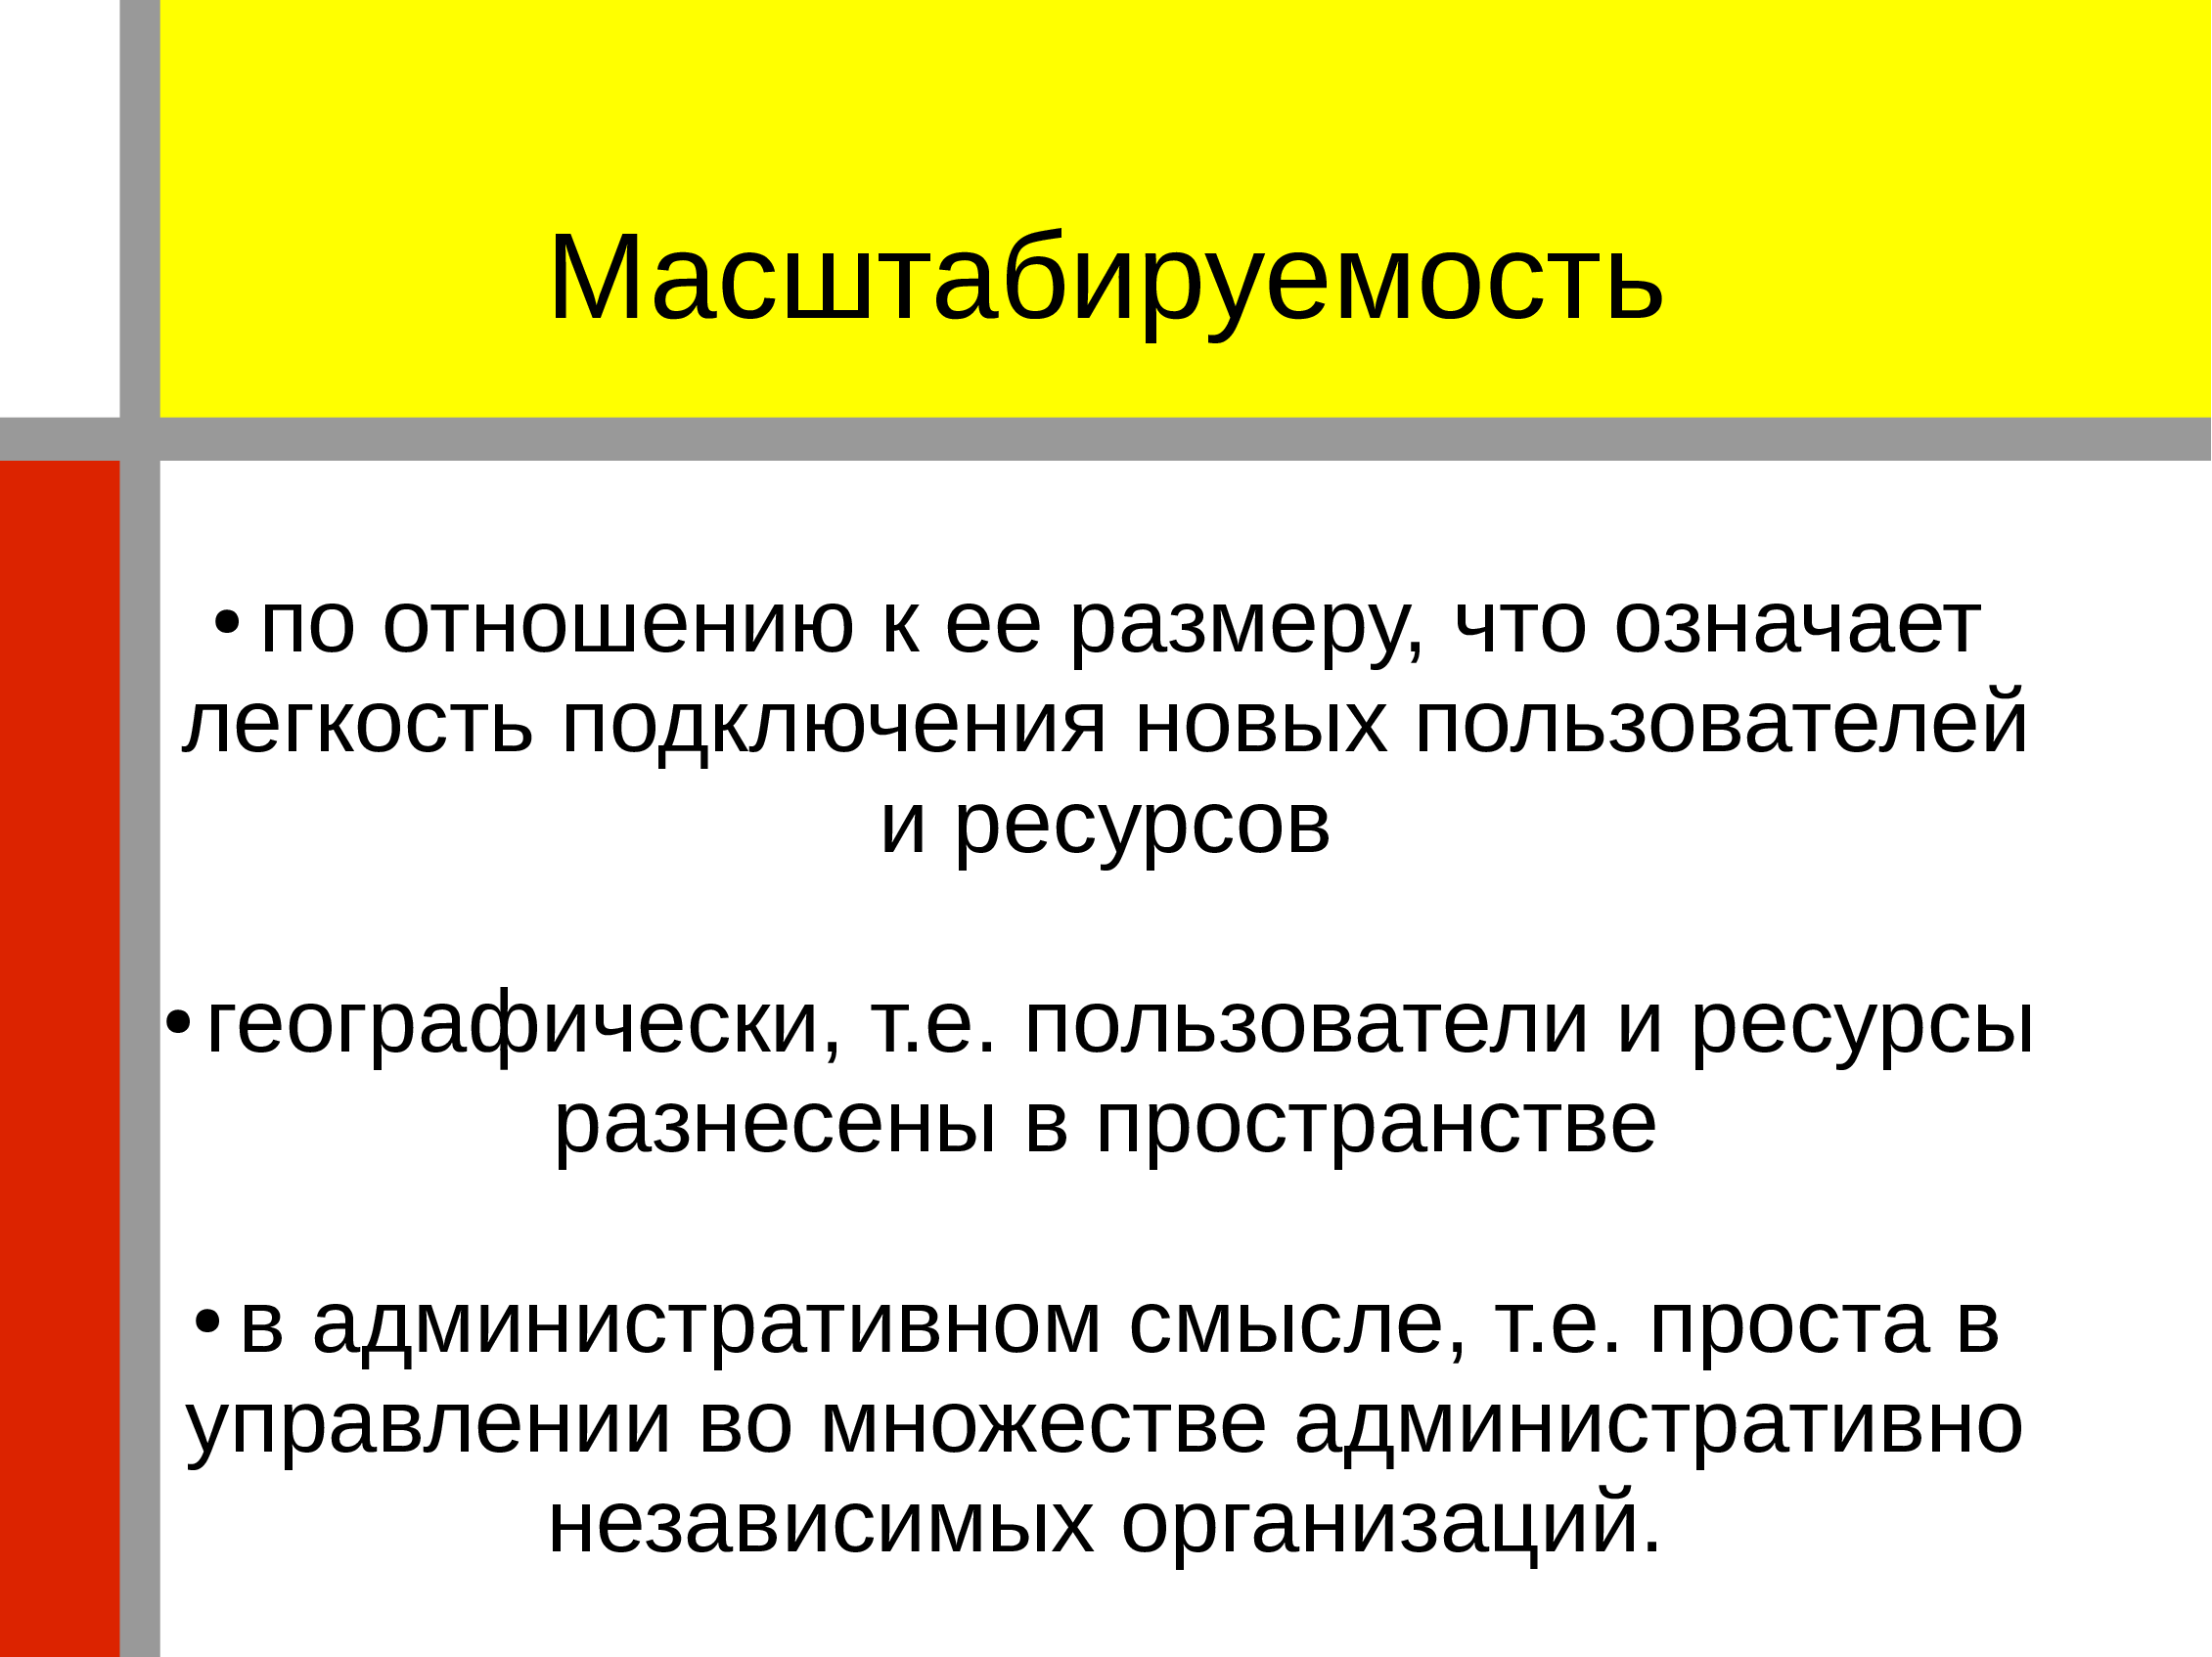 Масштабируемость
• по отношению к ее размеру, что означает
легкость подключения новых пользователей
и ресурсов
• географически, т.е. пользователи и ресурсы
разнесены в пространстве
• в административном смысле, т.е. проста в
управлении во множестве административно
независимых организаций.